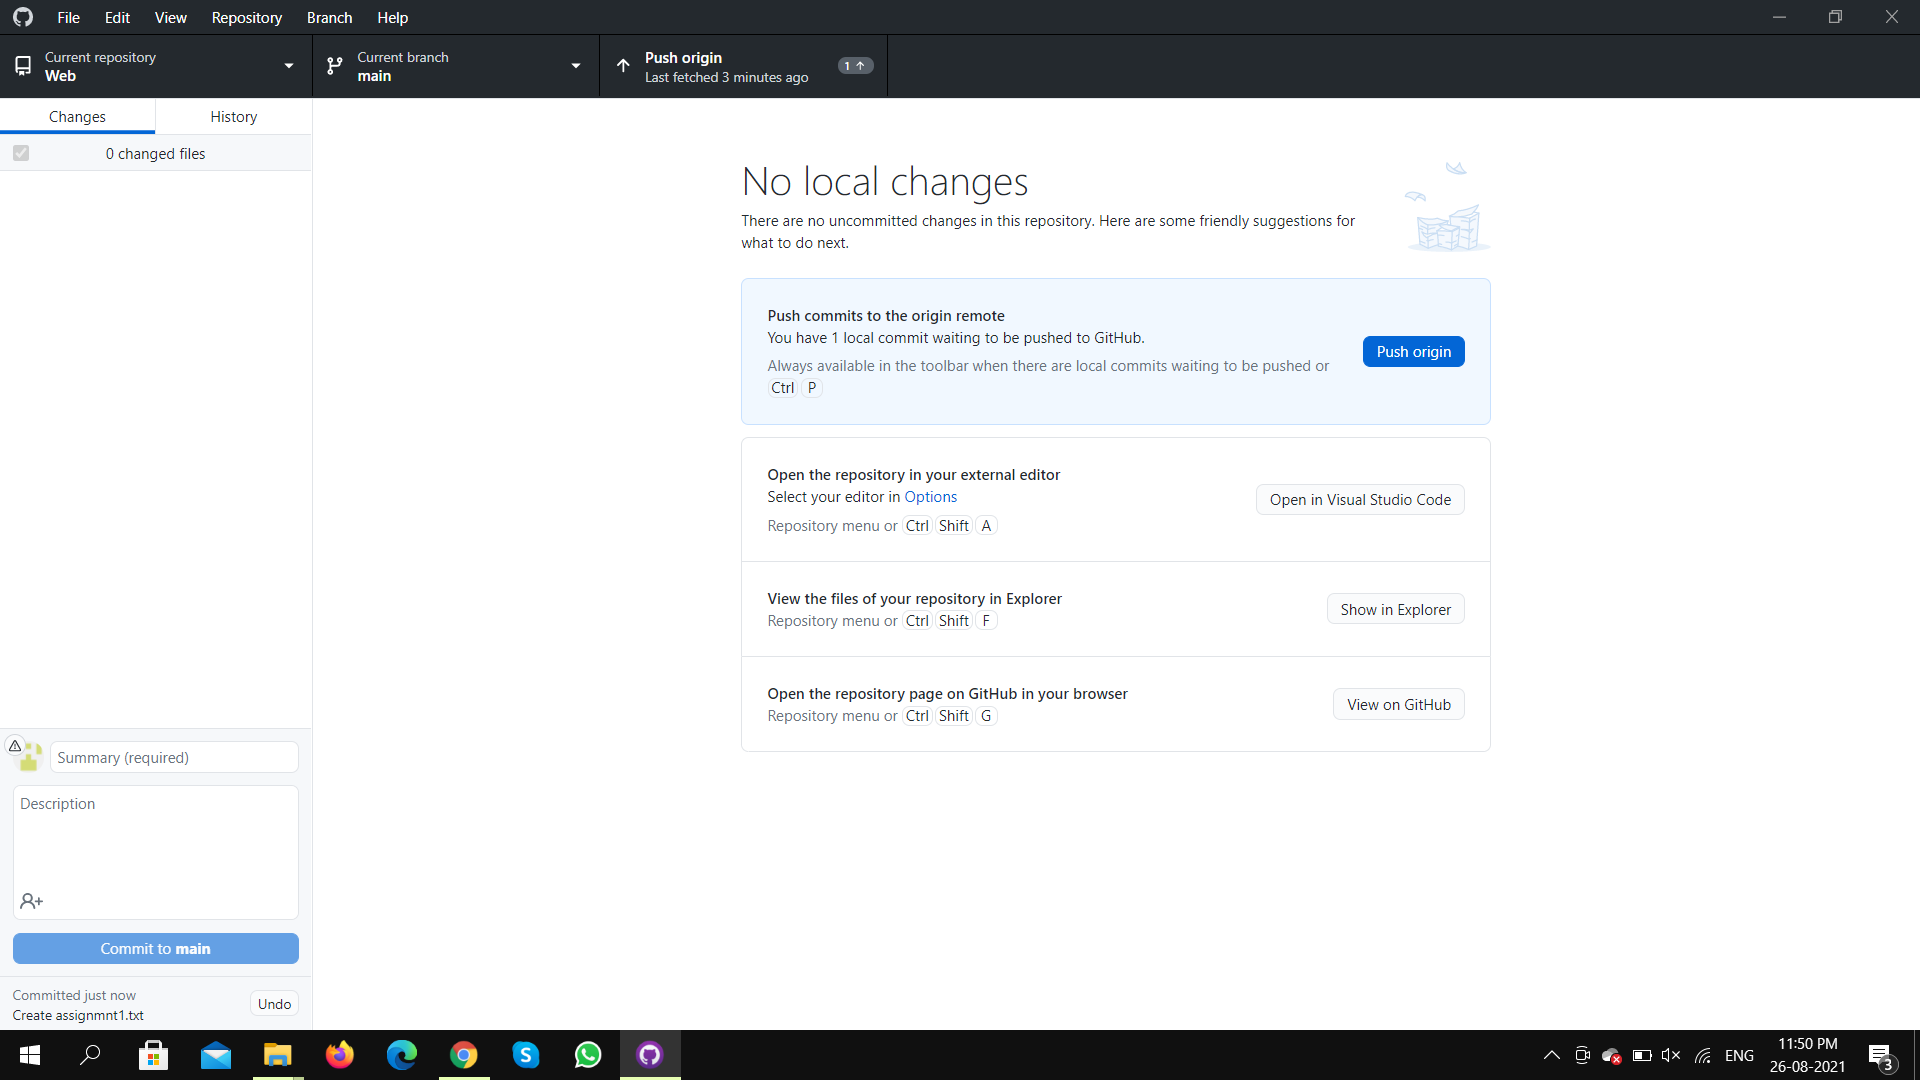 File Edit View Repository Branch Help
Current repository
Web
Current branch
main
Push origin
Last fetched 3 minutes ago
1
Changes
History
0 changed files
No local changes
There are no uncommitted changes in this repository. Here are some friendly suggestions for
what to do next.
Push commits to the origin remote
You have 1 local commit waiting to be pushed to GitHub.
Always available in the toolbar when there are local commits waiting to be pushed or
Ctrl P
Push origin
Open the repository in your external editor
Select your editor in Options
Repository menu or Ctrl Shift A
Open in Visual Studio Code
View the files of your repository in Explorer
Repository menu or Ctrl Shift F
Show in Explorer
Open the repository page on GitHub in your browser
Repository menu or Ctrl Shift G
View on GitHub
Summary (required)
Description
Commit to main
Committed just now
Create assignmnt1.txt
Undo
S
ENG
11:50 PM
26-08-2021
3